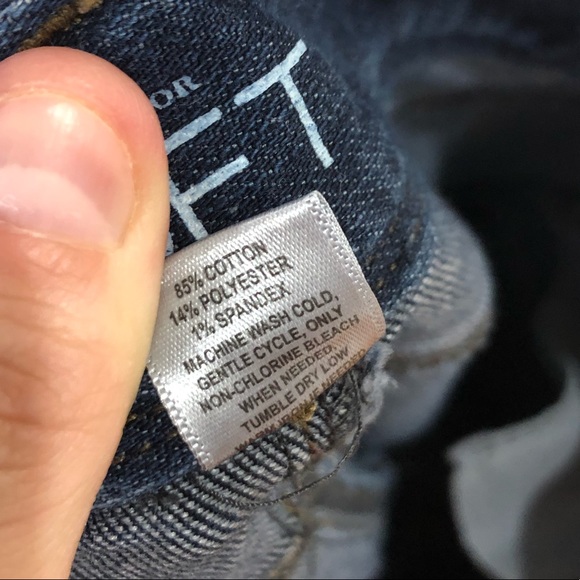 OR
FT
85% COTTON
14% POLYESTER
1% SPANDEX
MACHINE WASH COLD,
GENTLE CYCLE, ONLY
NON-CHLORINE BLEACH
WHEN NEEDED.
TUMBLE DRY LOW
NEEDED